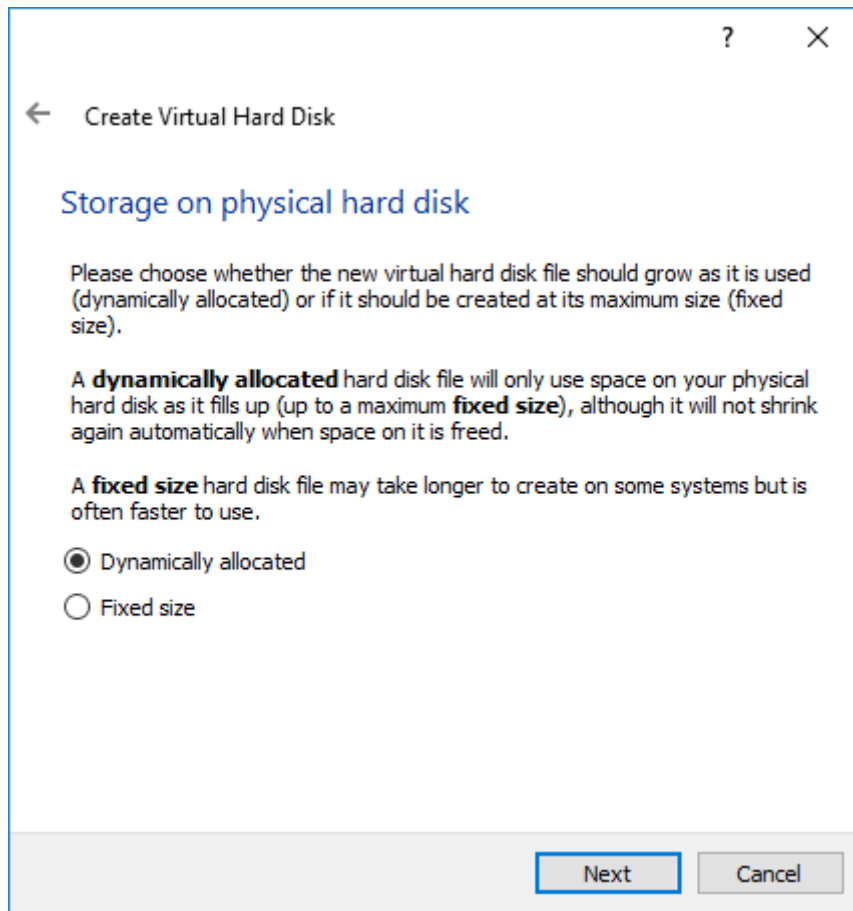 ?
Create Virtual Hard Disk
Storage on physical hard disk
Please choose whether the new virtual hard disk file should grow as it is used
(dynamically allocated) or if it should be created at its maximum size (fixed
size).
A dynamically allocated hard disk file will only use space on your physical
hard disk as it fills up (up to a maximum fixed size), although it will not shrink
again automatically when space on it is freed.
A fixed size hard disk file may take longer to create on some systems but is
often faster to use.
Dynamically allocated
Fixed size
Next Cancel